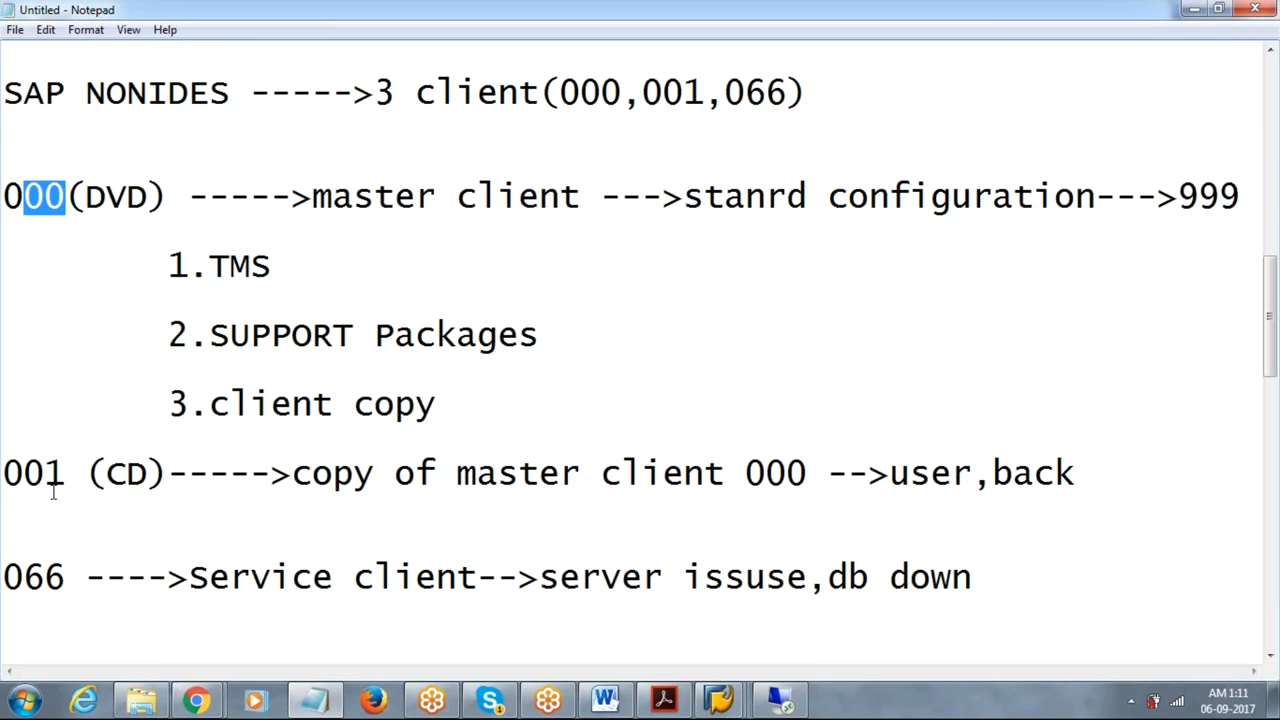 Untitled - Notepad
File Edit Format View Help
SAP NONIDES ----->3 client(000,001,066)
000(DVD) ----->master client --->stanrd configuration--->999
1.TMS
2.SUPPORT Packages
3.client copy
001 (CD)----->copy of master client 000 -->user,back
066 ---->Service client-->server issuse,db down
AM 1:11
06-09-2017